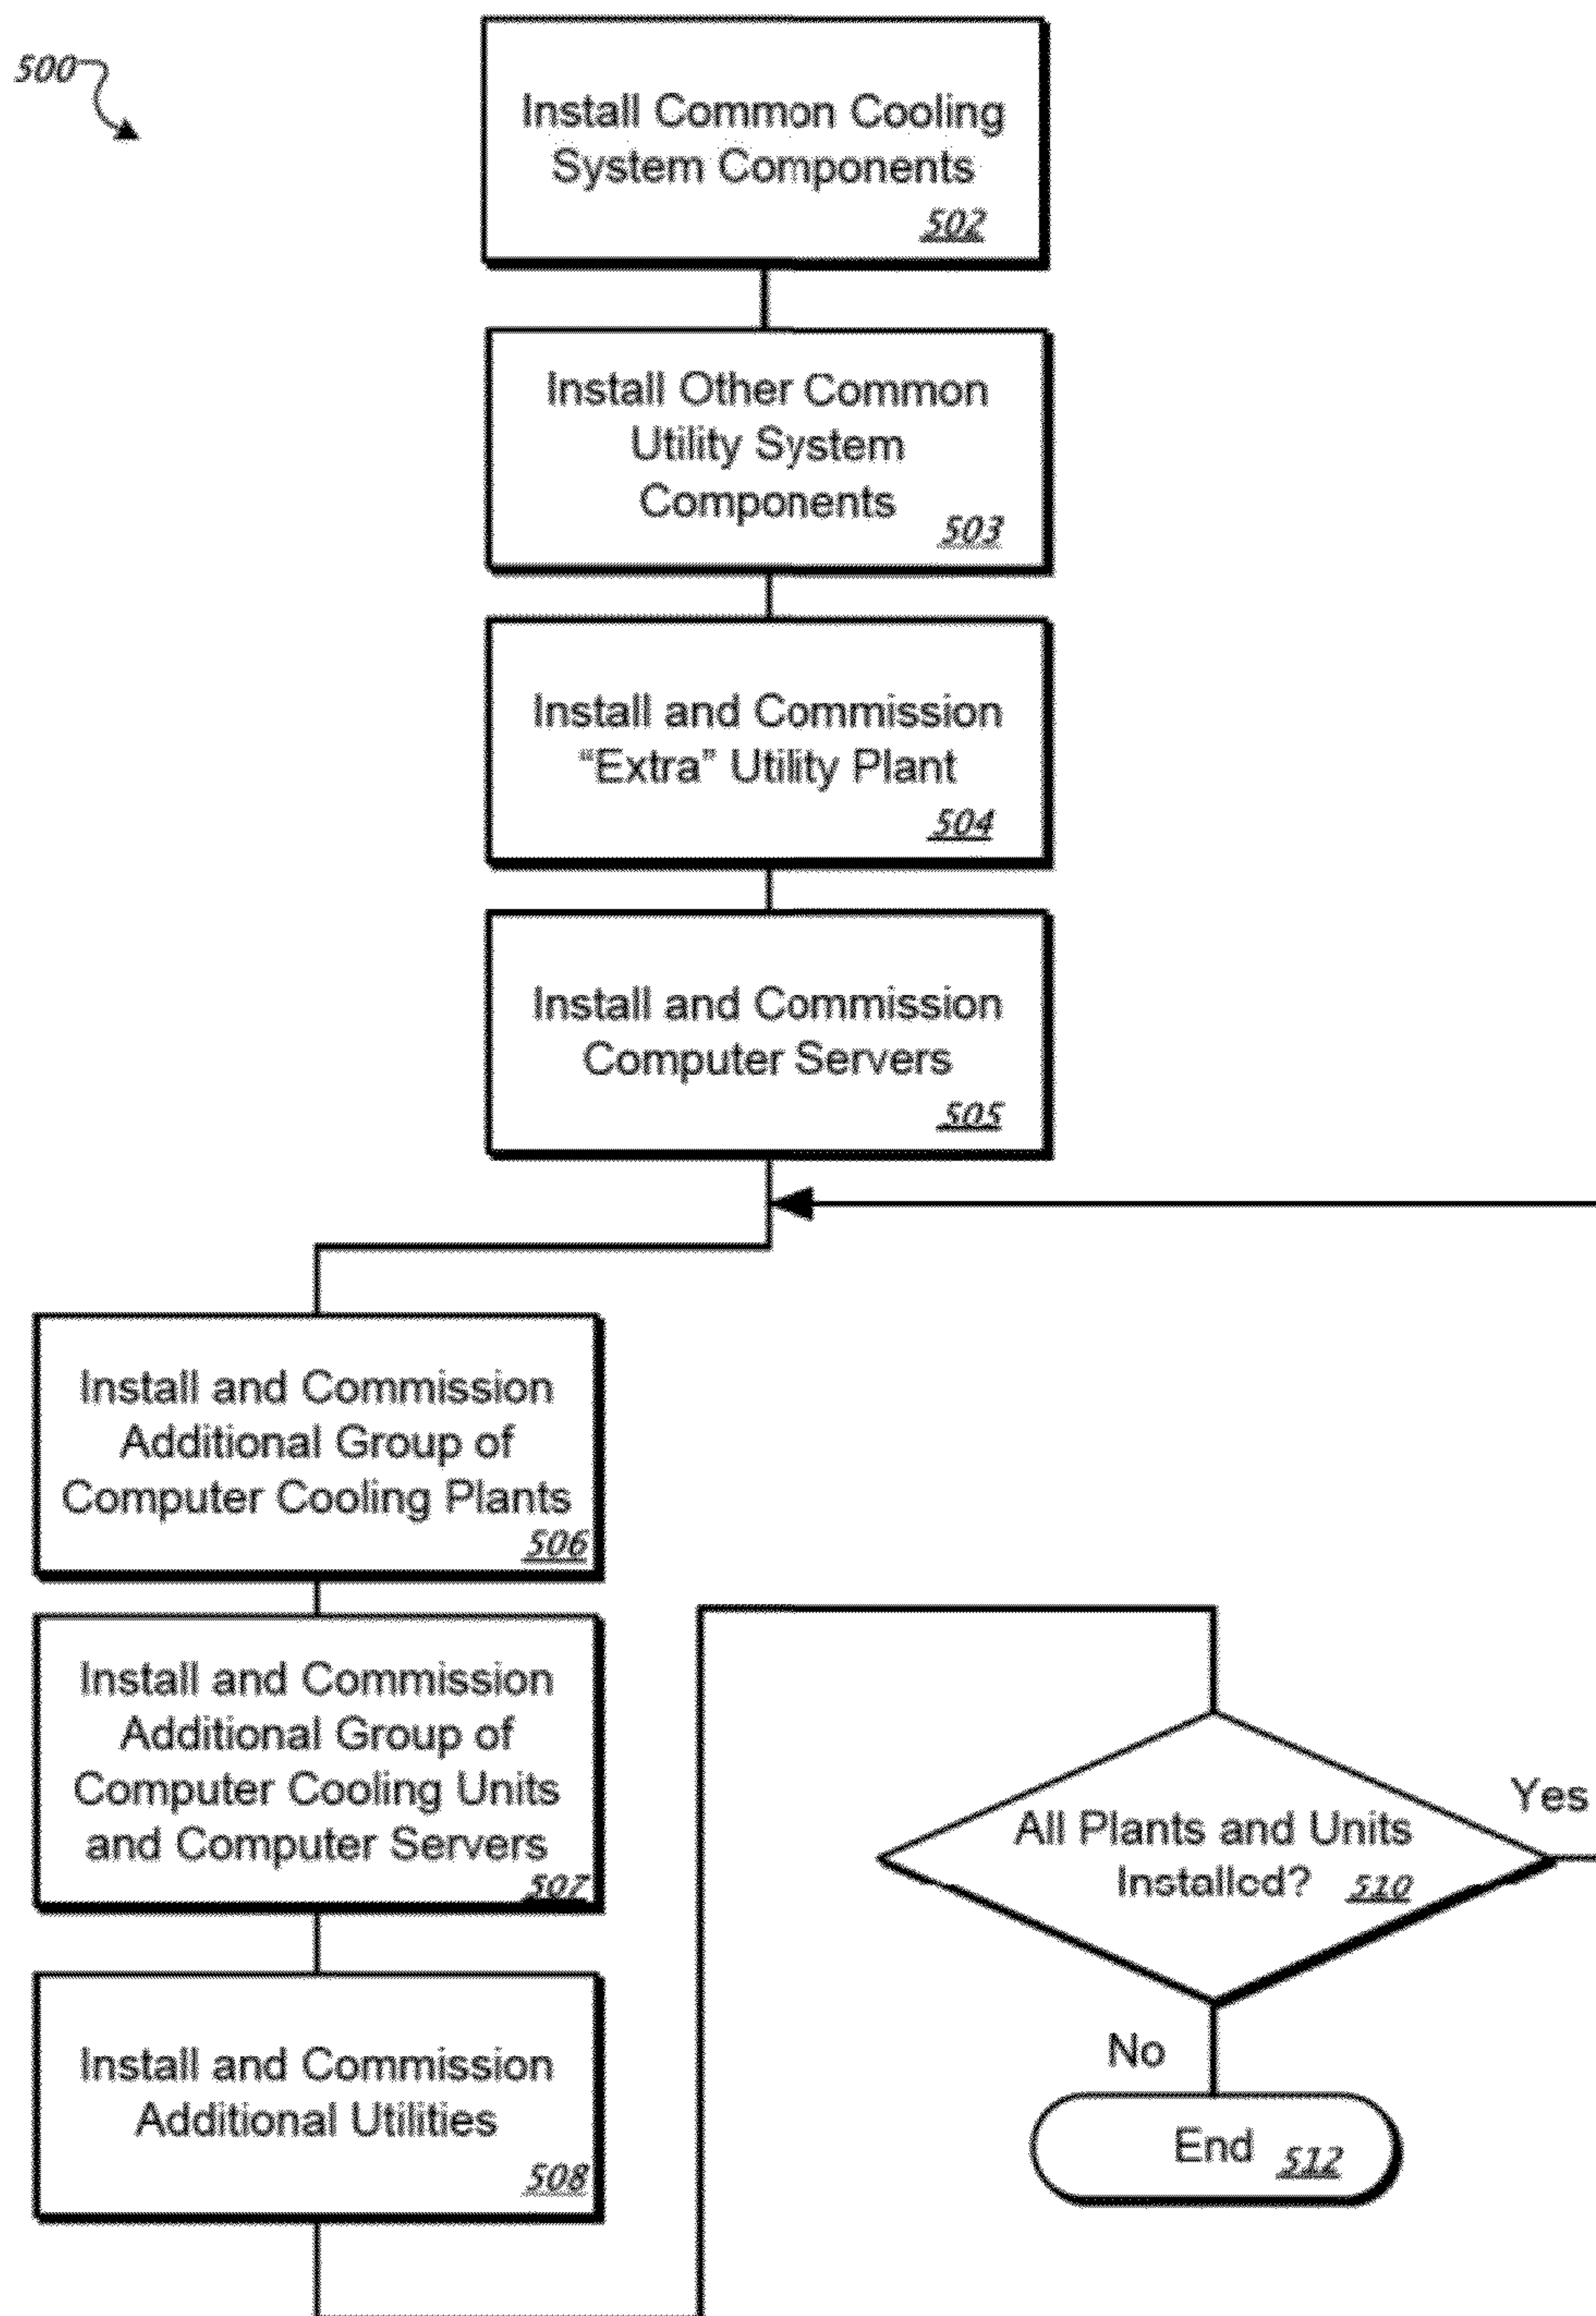 500
Install Common Cooling
System Components
502
Install Other Common
Utility System
Components
503
Install and Commission
“Extra” Utility Plant
504
Install and Commission
Computer Servers
505
Install and Commission
Additional Group of
Computer Cooling Plants
506
Install and Commission
Additional Group of
Computer Cooling Units
and Computer Servers
507
Install and Commission
Additional Utilities
508
Yes
All Plants and Units
Installed? 510
No
End 512